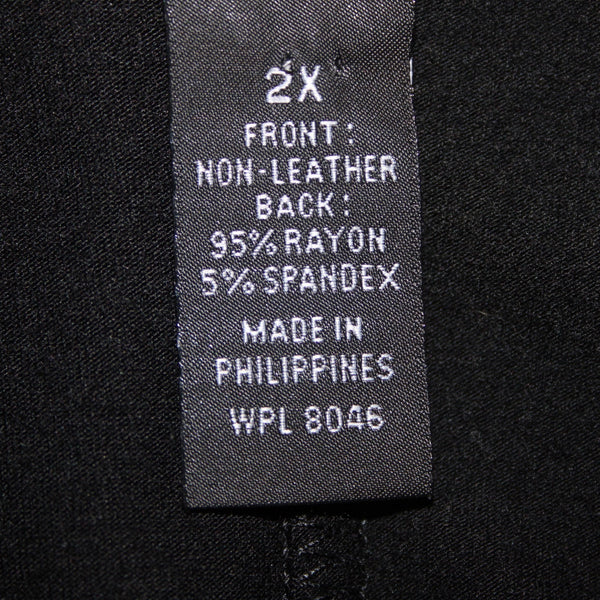 2X
FRONT:
NON-LEATHER
BACK:
95% RAYON
5% SPANDEX
MADE IN
PHILIPPINES
WPL 8046